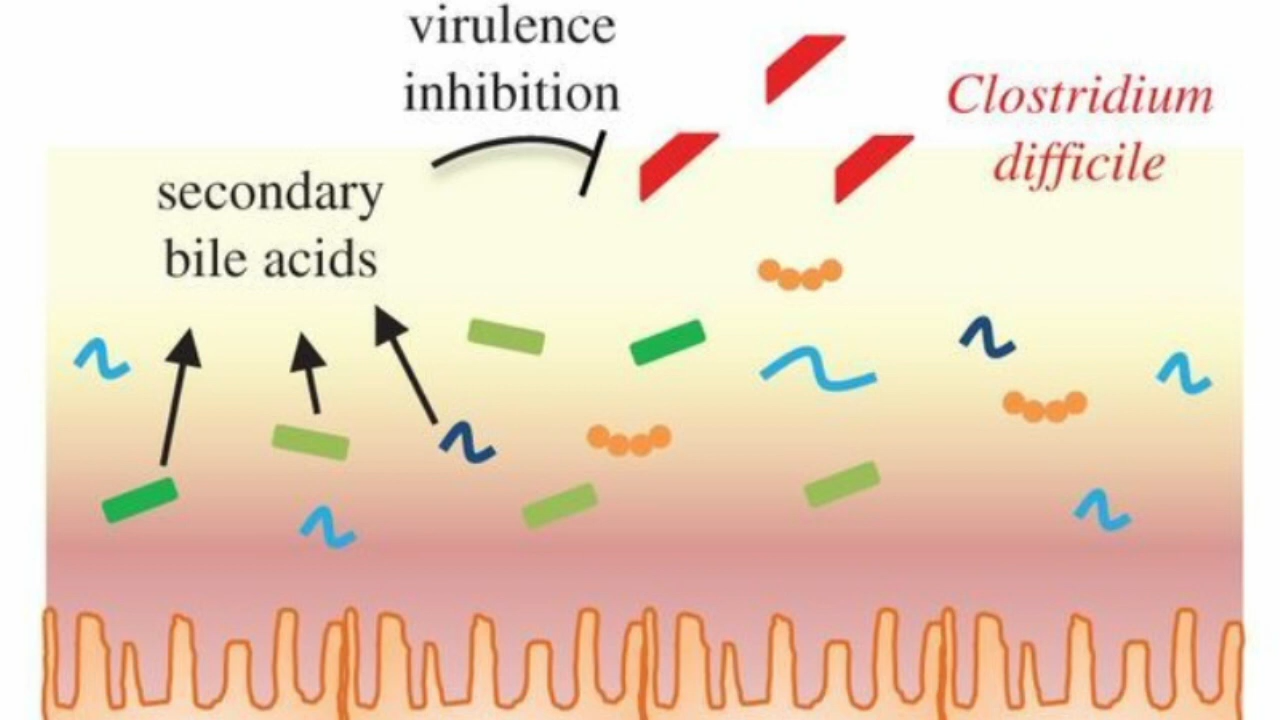 virulence
inhibition
Clostridium
difficile
secondary
bile acids